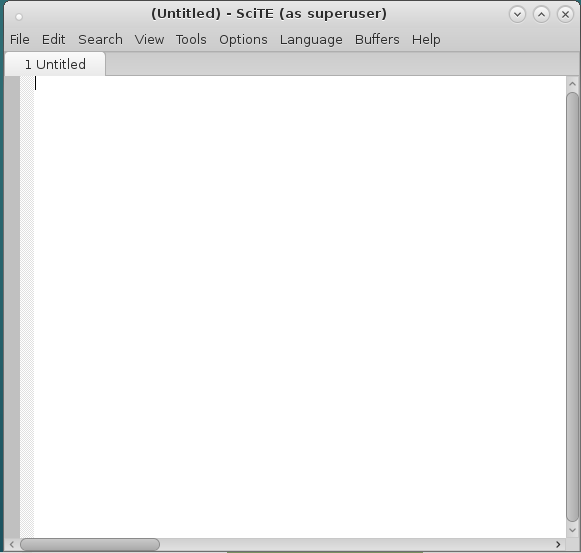 (Untitled) - SciTE (as superuser)
File Edit Search View Tools Options Language Buffers Help
1 Untitled